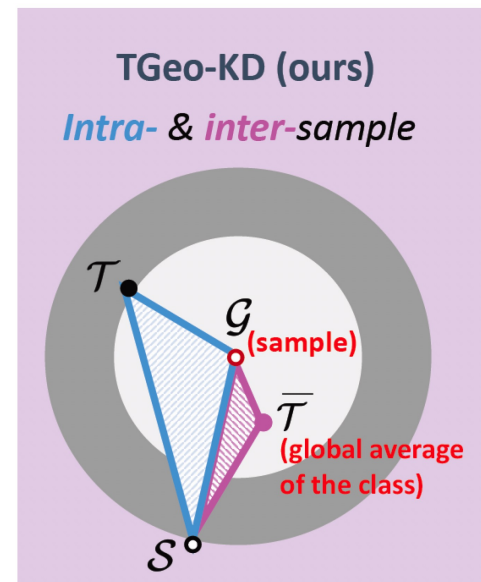 TGeo-KD (ours)
Intra- & inter-sample
𝒯
𝒢
(sample)
𝒯̅
(global average
of the class)
𝒮